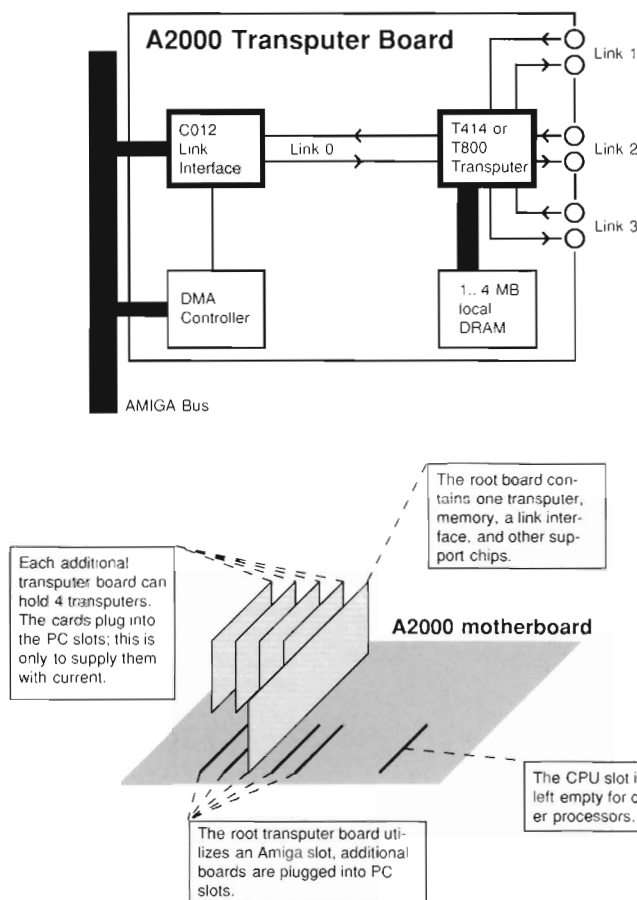 A2000 Transputer Board
Link 1
C012
Link
Interface
Link 0
T414 or
T800
Transputer
Link 2
Link 3
DMA
Controller
1.. 4 MB
local
DRAM
AMIGA Bus
The root board con-
tains one transputer,
memory, a link inter-
face, and other sup-
port chips.
Each additional
transputer board can
hold 4 transputers.
The cards plug into
the PC slots; this is
only to supply them
with current.
A2000 motherboard
The CPU slot i
left empty for o
er processors.
The root transputer board uti-
lizes an Amiga slot, additional
boards are plugged into PC
slots.